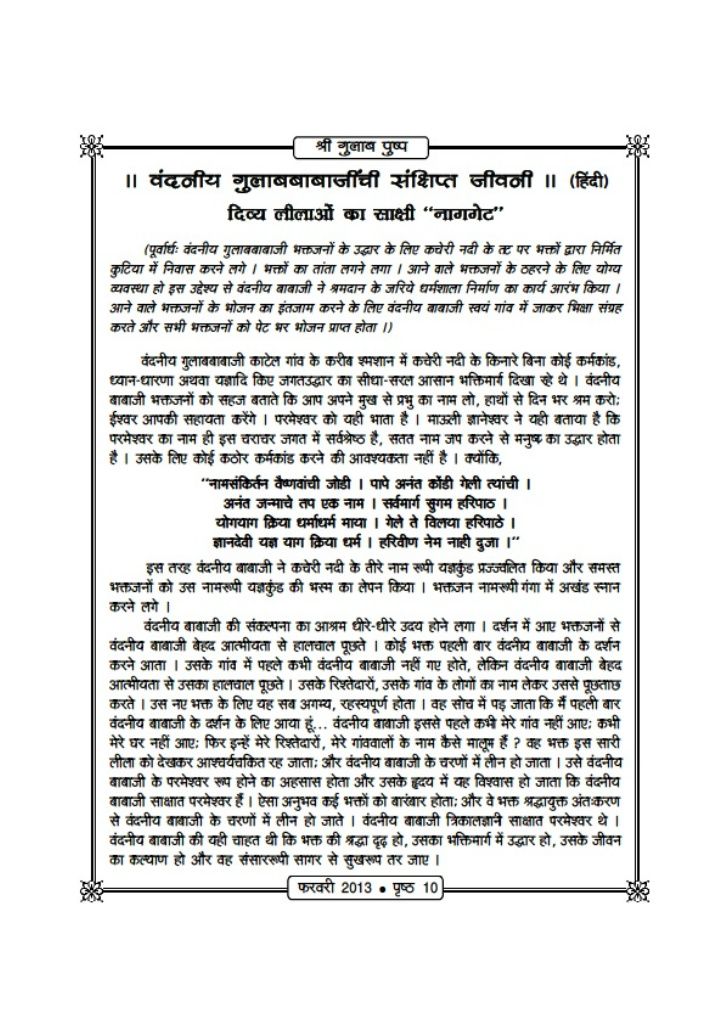 श्री गुलाब पुष्प
।। वंदनीय गुलाबबाबाजींची संक्षिप्त जीवनी ।। (हिंदी)
दिव्य लीलाओं का साक्षी “नागगेट”
(पूर्वार्धः वंदनीय गुलाबबाबाजी भक्तजनों के उद्धार के लिए कचेरी नदी के तट पर भक्तों द्वारा निर्मित
कुटिया में निवास करने लगे । भक्तों का तांता लगने लगा । आने बाले भक्तजनों के ठहरने के लिए योग्य
व्यवस्था हो इस उद्देश्य से वंदनीय बाबाजी ने श्रमदान के जरिये धर्मशाला निर्माण का कार्य आरंभ किया ।
आने वाले भक्तजनों के भोजन का इंतजाम करने के लिए वंदनीय बाबाजी स्वयं गांव में जाकर भिक्षा संग्रह
करते और सभी भक्तजनों को पेट भर भोजन प्राप्त होता ।)
वंदनीय गुलाबबाबाजी काटेल गांव के करीब श्मशान में कचेरी नदी के किनारे बिना कोई कर्मकांड,
ध्यान-धारणा अथवा यज्ञादि किए जगतउद्धार का सीधा-सरल आसान भक्तिमार्ग दिखा रहे थे । वंदनीय
बाबाजी भक्तजनों को सहज बताते कि आप अपने मुख से प्रभु का नाम लो, हाथों से दिन भर श्रम करो;
ईश्वर आपकी सहायता करेंगे । परमेश्वर को यही भाता है । माऊली ज्ञानेश्वर ने यही बताया है कि
परमेश्वर का नाम ही इस चराचर जगत में सर्वश्रेष्ठ है, सतत नाम जप करने से मनुष्य का उद्धार होता
है । उसके लिए कोई कठोर कर्मकांड करने की आवश्यकता नहीं है । क्योंकि,
“नामसंकिर्तन वैष्णवांची जोडी । पापे अनंत कोंडी गेली त्यांची ।
अनंत जन्माचे तप एक नाम । सर्वमार्ग सुगम हरिपाठ ।
योगयाग क्रिया धर्माधर्म माया । गेले ते विलया हरिपाठे ।
ज्ञानदेवी यज्ञ याग क्रिया धर्म । हरिवीण नेम नाही दुजा ।”
इस तरह वंदनीय बाबाजी ने कचेरी नदी के तीरे नाम रूपी यज्ञकुंड प्रज्ज्वलित किया और समस्त
भक्तजनों को उस नामरूपी यज्ञकुंड की भस्म का लेपन किया । भक्तजन नामरूपी गंगा में अखंड स्नान
करने लगे ।
वंदनीय बाबाजी की संकल्पना का आश्रम धीरे-धीरे उदय होने लगा । दर्शन में आए भक्तजनों से
वंदनीय बाबाजी बेहद आत्मीयता से हालचाल पूछते । कोई भक्त पहली बार वंदनीय बाबाजी के दर्शन
करने आता । उसके गांव में पहले कभी वंदनीय बाबाजी नहीं गए होते, लेकिन वंदनीय बाबाजी बेहद
आत्मीयता से उसका हालचाल पूछते । उसके रिश्तेदारों, उसके गांव के लोगों का नाम लेकर उससे पूछताछ
करते । उस नए भक्त के लिए यह सब अगम्य, रहस्यपूर्ण होता । वह सोच में पड़ जाता कि मैं पहली बार
वंदनीय बाबाजी के दर्शन के लिए आया हूं... वंदनीय बाबाजी इससे पहले कभी मेरे गांव नहीं आए; कभी
मेरे घर नहीं आए; फिर इन्हें मेरे रिश्तेदारों, मेरे गांववालों के नाम कैसे मालूम हैं ? वह भक्त इस सारी
लीला को देखकर आश्चर्यचकित रह जाता; और वंदनीय बाबाजी के चरणों में लीन हो जाता । उसे वंदनीय
बाबाजी के परमेश्वर रूप होने का अहसास होता और उसके हृदय में यह विश्वास हो जाता कि वंदनीय
बाबाजी साक्षात परमेश्वर हैं । ऐसा अनुभव कई भक्तों को बारंबार होता; और वे भक्त श्रद्धायुक्त अंतःकरण
से वंदनीय बाबाजी के चरणों में लीन हो जाते । वंदनीय बाबाजी त्रिकालज्ञानी साक्षात परमेश्वर थे ।
वंदनीय बाबाजी की यही चाहत थी कि भक्त की श्रद्धा दृढ़ हो, उसका भक्तिमार्ग में उद्धार हो, उसके जीवन
का कल्याण हो और वह संसाररूपी सागर से सुखरूप तर जाए ।
फरवरी 2013 ● पृष्ठ 10